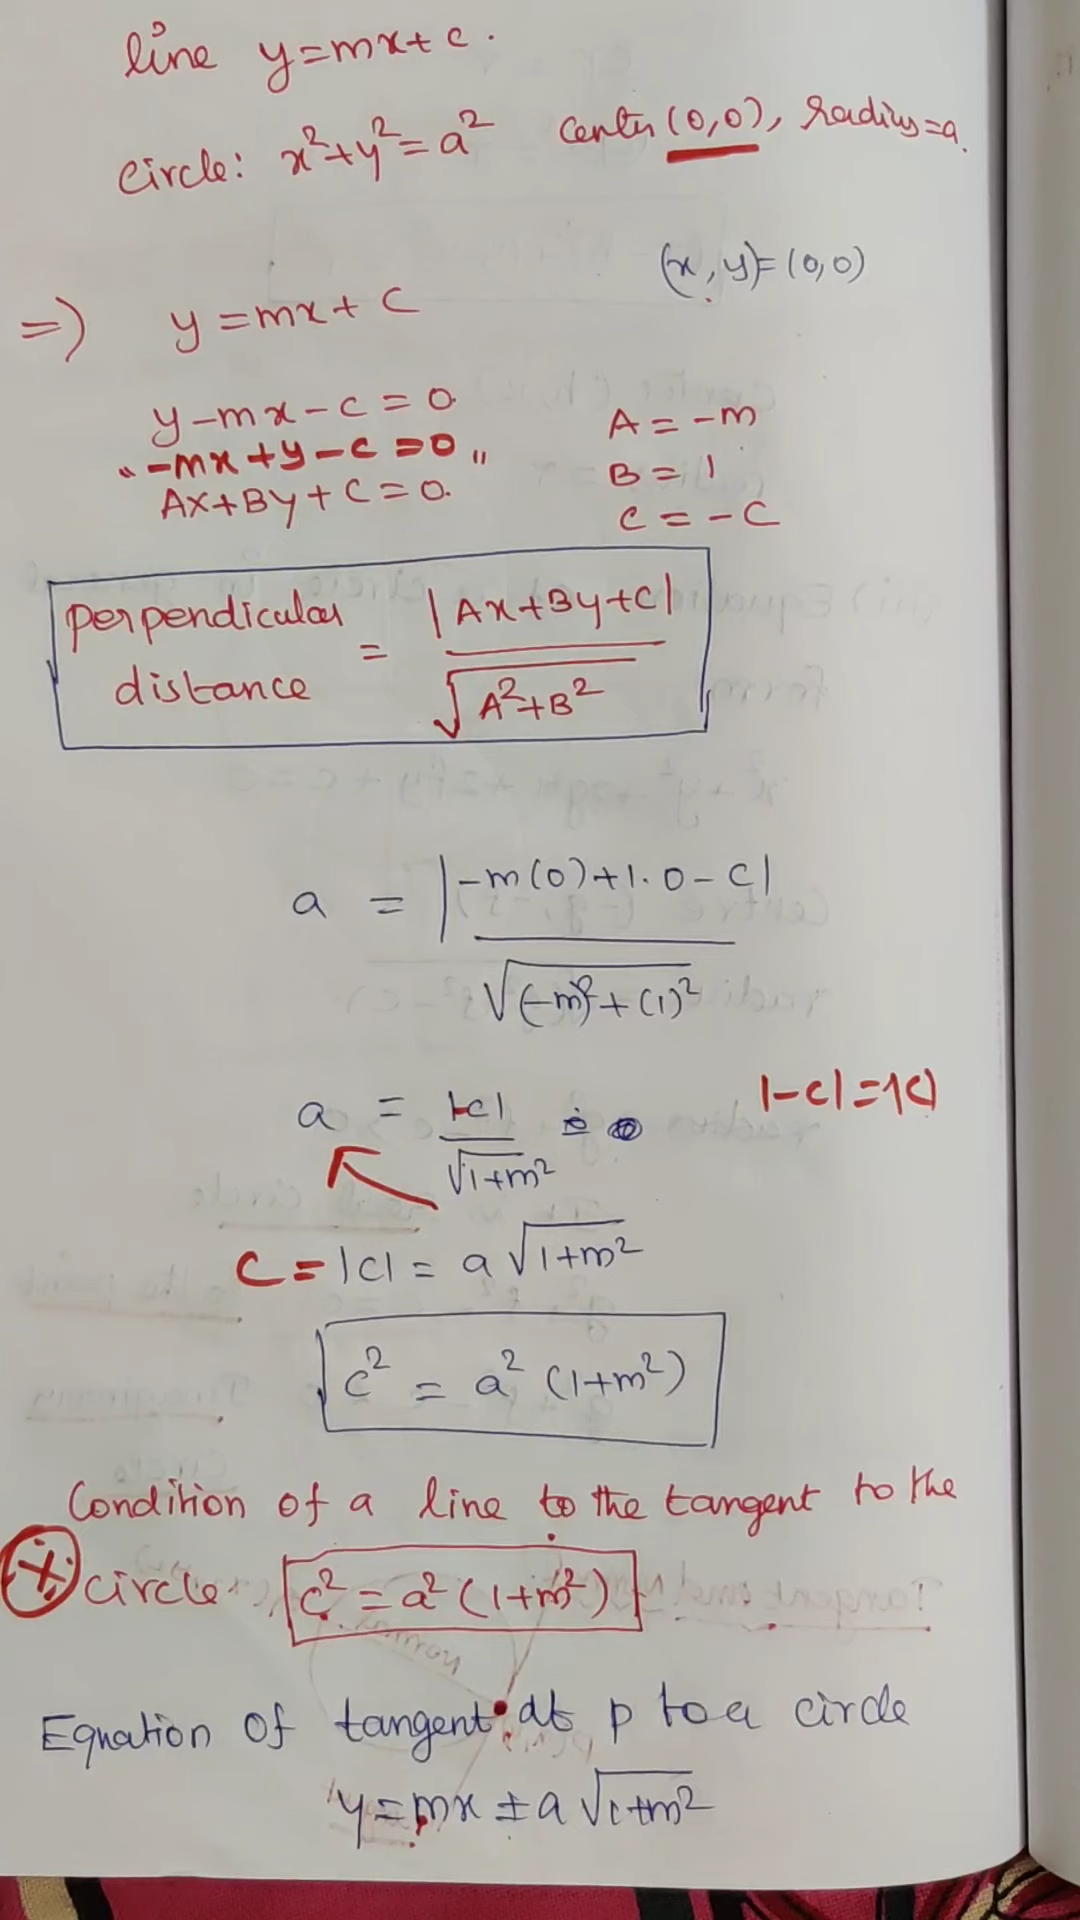 line y=mx+c.
circle: x²+y²=a² center (0,0), radius=a.
(x,y)=(0,0)
=) y=mx+c
y-mx-c=0
"-mx+y-c=0"
Ax+By+C=0.
A=-m
B=1
C=-C
perpendicular distance = |Ax+By+C| / √A²+B²
a = |-m(0)+1.0-c| / √(-m)²+(1)²
a = |-c| / √1+m²
|-c|=|c|
c=|c|=a√1+m²
c²=a²(1+m²)
Condition of a line to the tangent to the
circle c²=a²(1+m²)
Equation of tangent at p to a circle
y=mx±a√1+m²